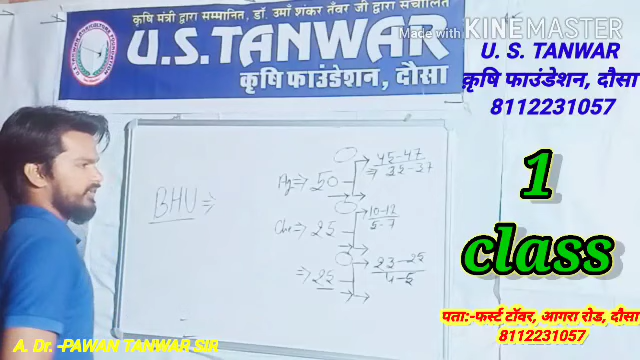 कृषि मंत्री द्वारा सम्मानित, डॉ. उमाँ शंकर तँवर जी द्वारा संचालित
U.S.TANWAR
कृषि फाउंडेशन, दौसा
Made with KINEMASTER
U. S. TANWAR
कृषि फाउंडेशन, दौसा
8112231057
BHU ⇒
Ag ⇒ 50
45-47
⇒ 35-37
Che ⇒ 25
10-12
5-7
⇒ 25
23-25
4-5
1
class
पता:-फर्स्ट टॉवर, आगरा रोड, दौसा
8112231057
A. Dr. -PAWAN TANWAR SIR